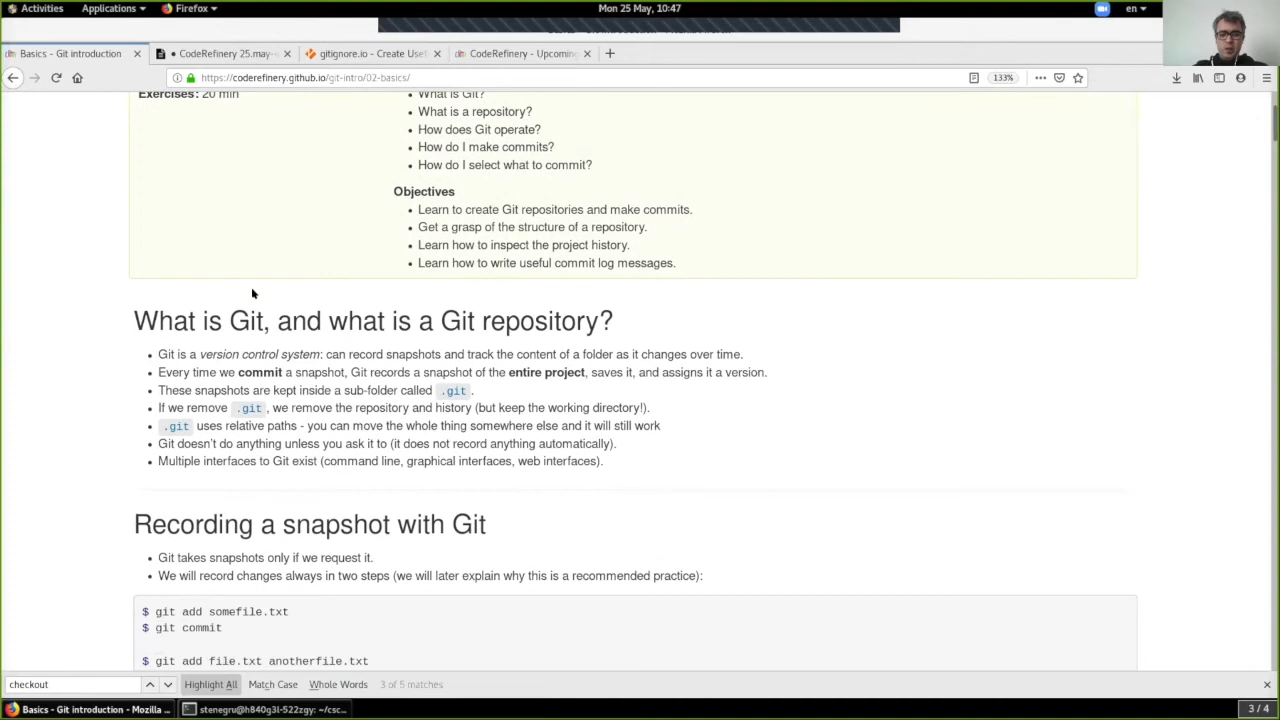 Activities Applications Firefox Mon 25 May, 10:47 en
Basics - Git introduction CodeRefinery 25.may- gitignore.io - Create Usef CodeRefinery - Upcoming
https://coderefinery.github.io/git-intro/02-basics/ 133%
Exercises: 20 min
What is Git?
What is a repository?
How does Git operate?
How do I make commits?
How do I select what to commit?
Objectives
Learn to create Git repositories and make commits.
Get a grasp of the structure of a repository.
Learn how to inspect the project history.
Learn how to write useful commit log messages.
What is Git, and what is a Git repository?
Git is a version control system: can record snapshots and track the content of a folder as it changes over time.
Every time we commit a snapshot, Git records a snapshot of the entire project, saves it, and assigns it a version.
These snapshots are kept inside a sub-folder called .git.
If we remove .git, we remove the repository and history (but keep the working directory!).
.git uses relative paths - you can move the whole thing somewhere else and it will still work
Git doesn't do anything unless you ask it to (it does not record anything automatically).
Multiple interfaces to Git exist (command line, graphical interfaces, web interfaces).
Recording a snapshot with Git
Git takes snapshots only if we request it.
We will record changes always in two steps (we will later explain why this is a recommended practice):
$ git add somefile.txt
$ git commit
$ git add file.txt anotherfile.txt
checkout Highlight All Match Case Whole Words 3 of 5 matches
Basics - Git introduction - Mozilla ... stenegru@h840g3l-522zgy: ~/csc... 3 / 4